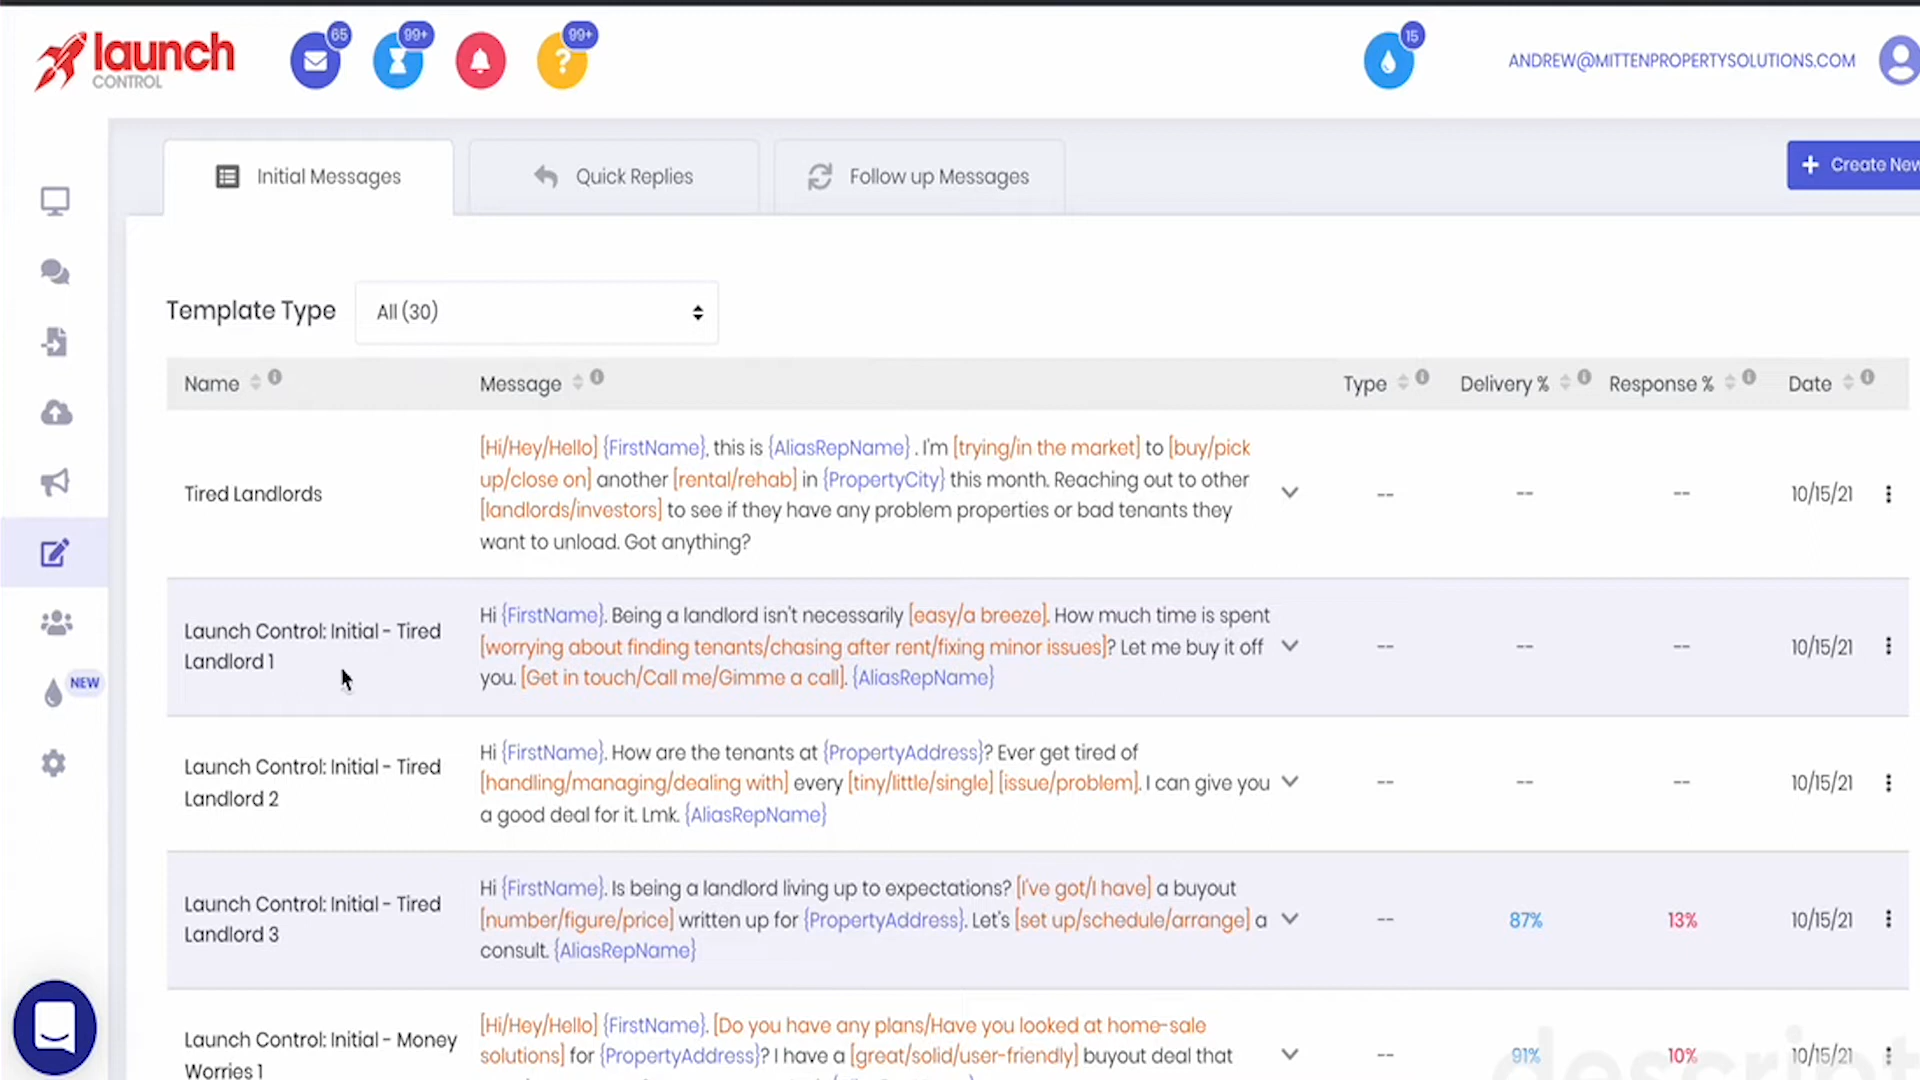 launch
CONTROL
65
99+
99+
?
15
ANDREW@MITTENPROPERTYSOLUTIONS.COM
Initial Messages
Quick Replies
Follow up Messages
+ Create New
Template Type
All (30)
Name
Message
Type
Delivery %
Response %
Date
Tired Landlords
[Hi/Hey/Hello] {FirstName}, this is {AliasRepName} . I'm [trying/in the market] to [buy/pick
up/close on] another [rental/rehab] in {PropertyCity} this month. Reaching out to other
[landlords/investors] to see if they have any problem properties or bad tenants they
want to unload. Got anything?
--
--
--
10/15/21
Launch Control: Initial - Tired
Landlord 1
Hi {FirstName}. Being a landlord isn't necessarily [easy/a breeze]. How much time is spent
[worrying about finding tenants/chasing after rent/fixing minor issues]? Let me buy it off
you. [Get in touch/Call me/Gimme a call]. {AliasRepName}
--
--
--
10/15/21
NEW
Launch Control: Initial - Tired
Landlord 2
Hi {FirstName}. How are the tenants at {PropertyAddress}? Ever get tired of
[handling/managing/dealing with] every [tiny/little/single] [issue/problem]. I can give you
a good deal for it. Lmk. {AliasRepName}
--
--
--
10/15/21
Launch Control: Initial - Tired
Landlord 3
Hi {FirstName}. Is being a landlord living up to expectations? [I've got/I have] a buyout
[number/figure/price] written up for {PropertyAddress}. Let's [set up/schedule/arrange] a
consult. {AliasRepName}
--
87%
13%
10/15/21
Launch Control: Initial - Money
Worries 1
[Hi/Hey/Hello] {FirstName}. [Do you have any plans/Have you looked at home-sale
solutions] for {PropertyAddress}? I have a [great/solid/user-friendly] buyout deal that
--
91%
10%
10/15/21
descript